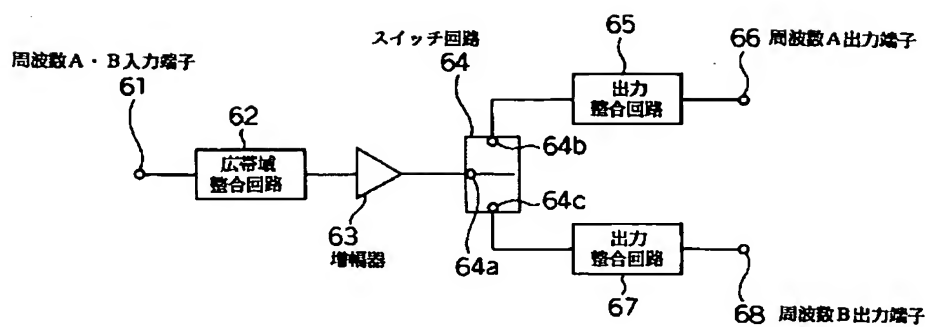 スイッチ回路
64
65
66 周波数A出力端子
周波数A・B入力端子
61
出力
整合回路
62
64b
広帯域
整合回路
64c
63
増幅器
64a
出力
整合回路
67
68 周波数B出力端子